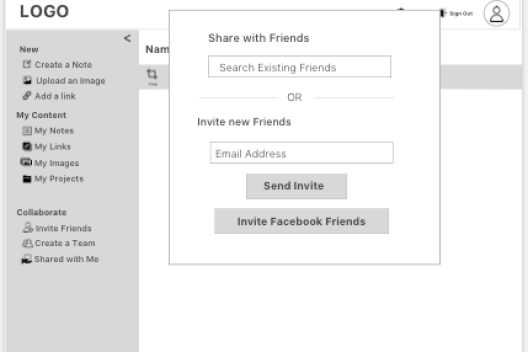 LOGO
Sign Out
<
New
Create a Note
Upload an Image
Add a link
My Content
My Notes
My Links
My Images
My Projects
Collaborate
Invite Friends
Create a Team
Shared with Me
Nam
Share with Friends
Search Existing Friends
OR
Invite new Friends
Email Address
Send Invite
Invite Facebook Friends